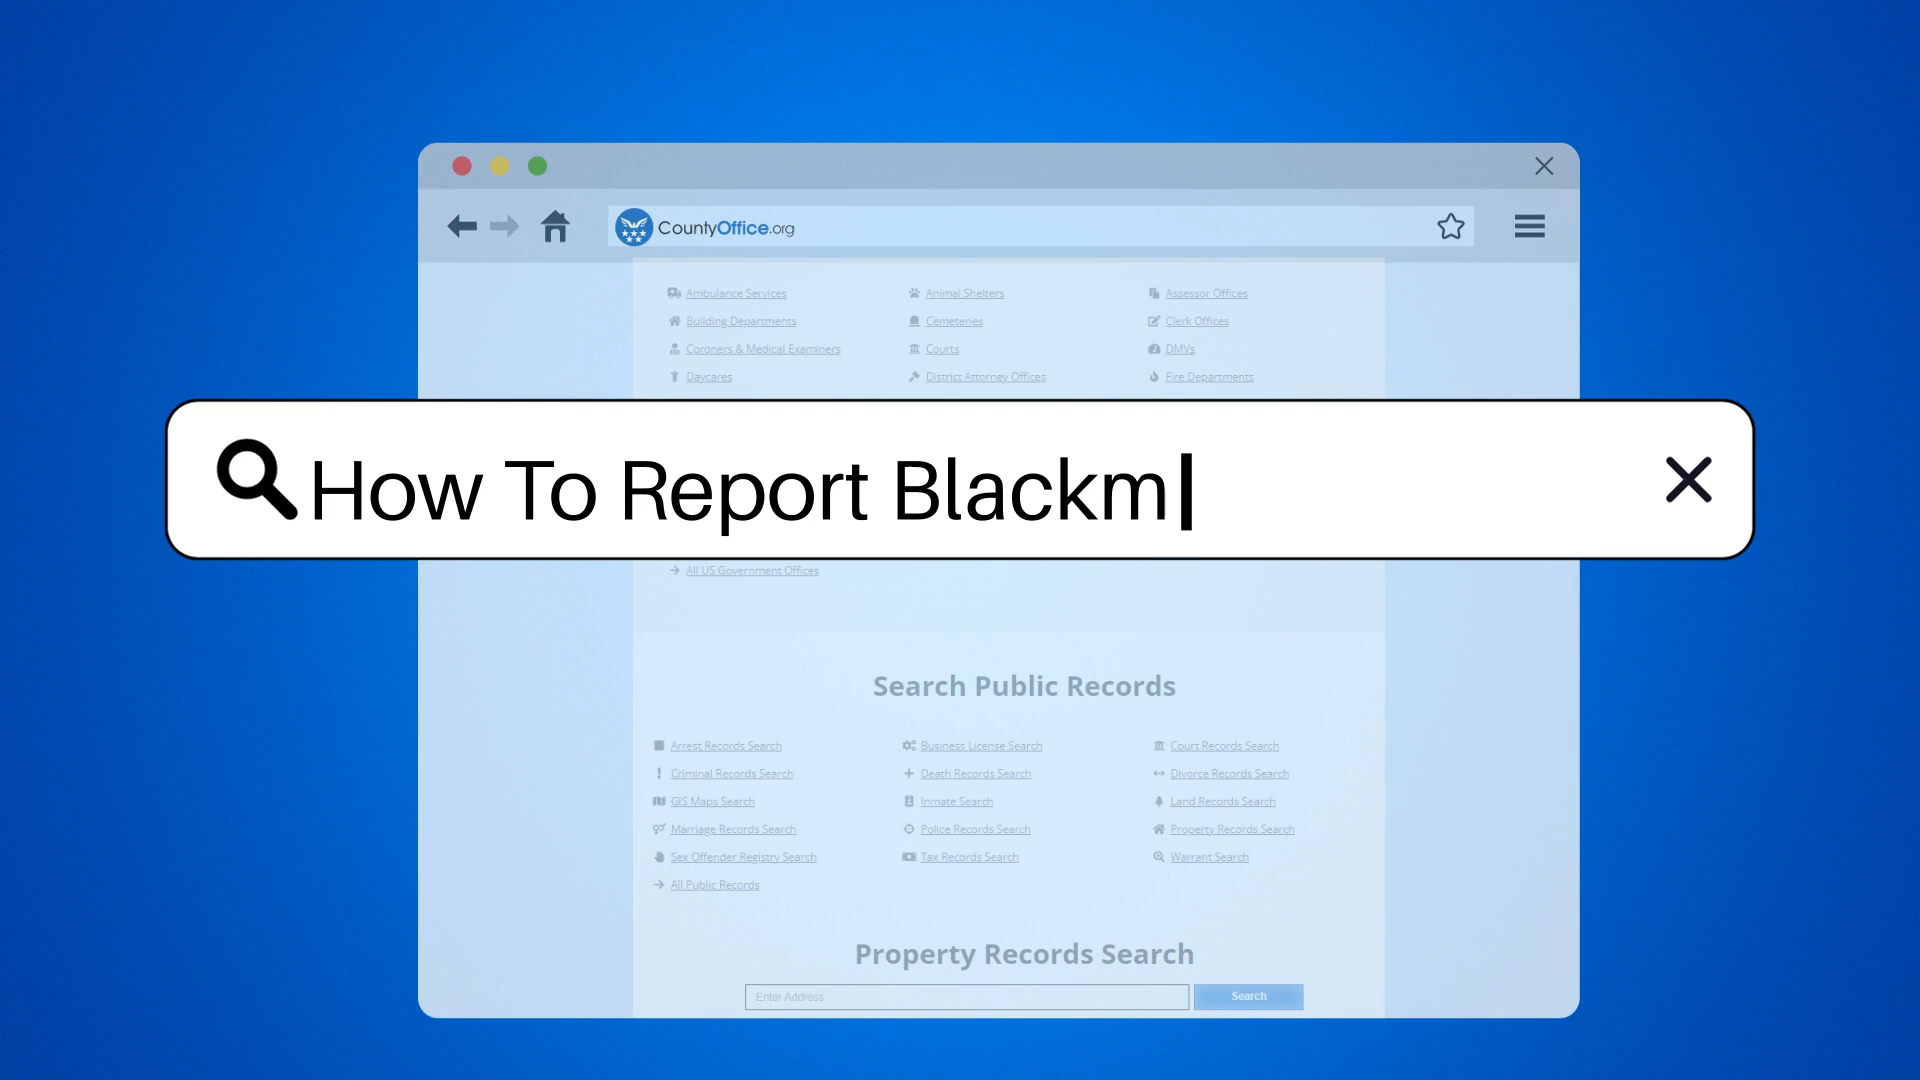 CountyOffice.org
Ambulance Services Animal Shelters Assessor Offices
Building Departments Cemeteries Clerk Offices
Coroners & Medical Examiners Courts DMVs
Daycares District Attorney Offices Fire Departments
How To Report Blackm
All US Government Offices
Search Public Records
Arrest Records Search Business License Search Court Records Search
Criminal Records Search Death Records Search Divorce Records Search
GIS Maps Search Inmate Search Land Records Search
Marriage Records Search Police Records Search Property Records Search
Sex Offender Registry Search Tax Records Search Warrant Search
All Public Records
Property Records Search
Enter Address Search